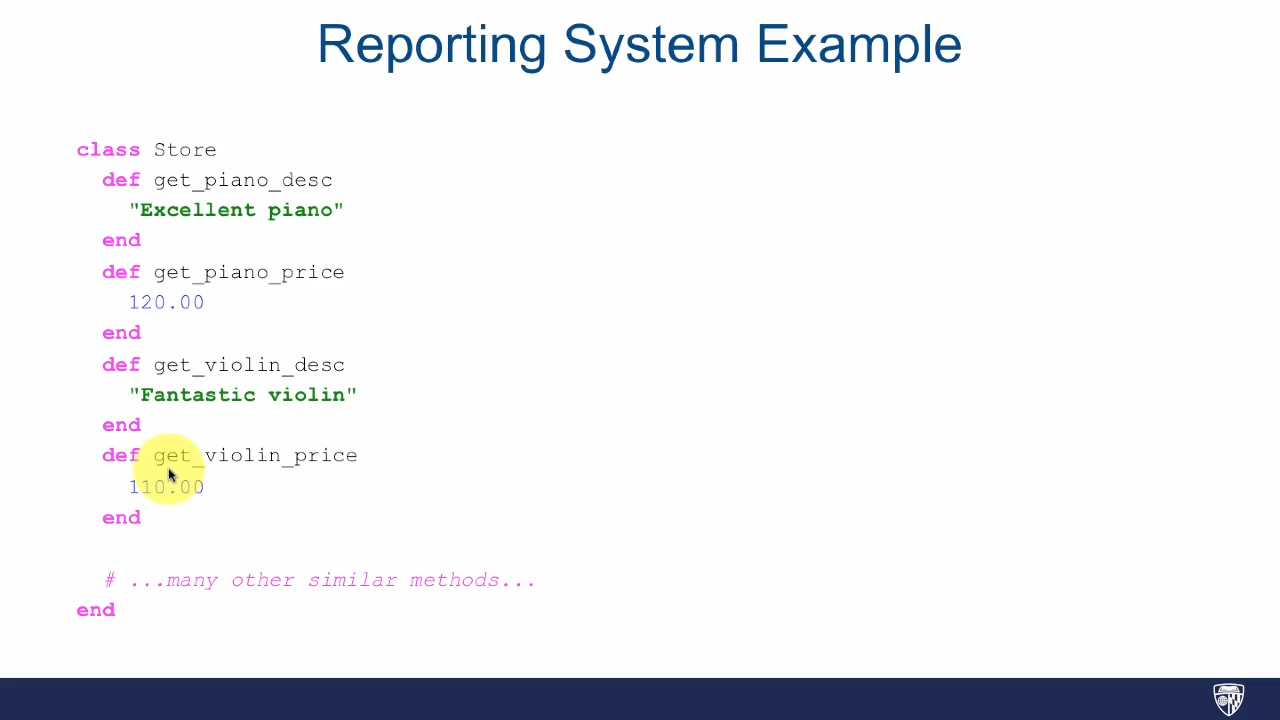 Reporting System Example
class Store
  def get_piano_desc
    "Excellent piano"
  end
  def get_piano_price
    120.00
  end
  def get_violin_desc
    "Fantastic violin"
  end
  def get_violin_price
    110.00
  end
  # ...many other similar methods...
end